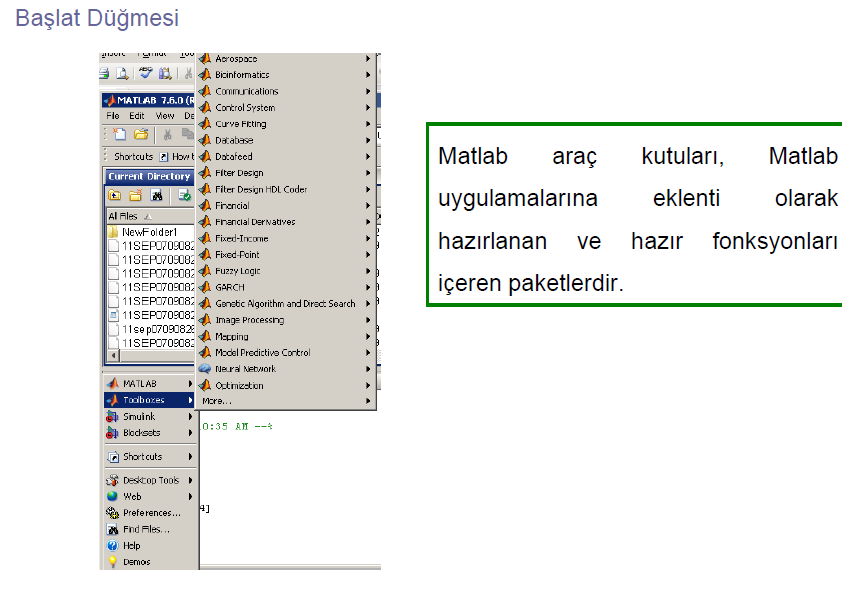 Başlat Düğmesi
Aerospace
Bioinformatics
Communications
Control System
Curve Fitting
Database
Datafeed
Filter Design
Filter Design HDL Coder
Financial
Financial Derivatives
Fixed-Income
Fixed-Point
Fuzzy Logic
GARCH
Genetic Algorithm and Direct Search
Image Processing
Mapping
Model Predictive Control
Neural Network
Optimization
More...
MATLAB 7.6.0 (R
File Edit View De
Shortcuts How t
Current Directory
All Files
NewFolder1
11SEP0709082
11SEP0709082
11SEP0709082
11SEP0709082
11SEP0709082
11SEP0709082
11sep0709082
11SEP0709082
MATLAB
Toolboxes
Simulink
Blocksets
Shortcuts
Desktop Tools
Web
Preferences...
Find Files...
Help
Demos
0:35 AM --%
4]
Matlab araç kutuları, Matlab
uygulamalarına eklenti olarak
hazırlanan ve hazır fonksyonları
içeren paketlerdir.